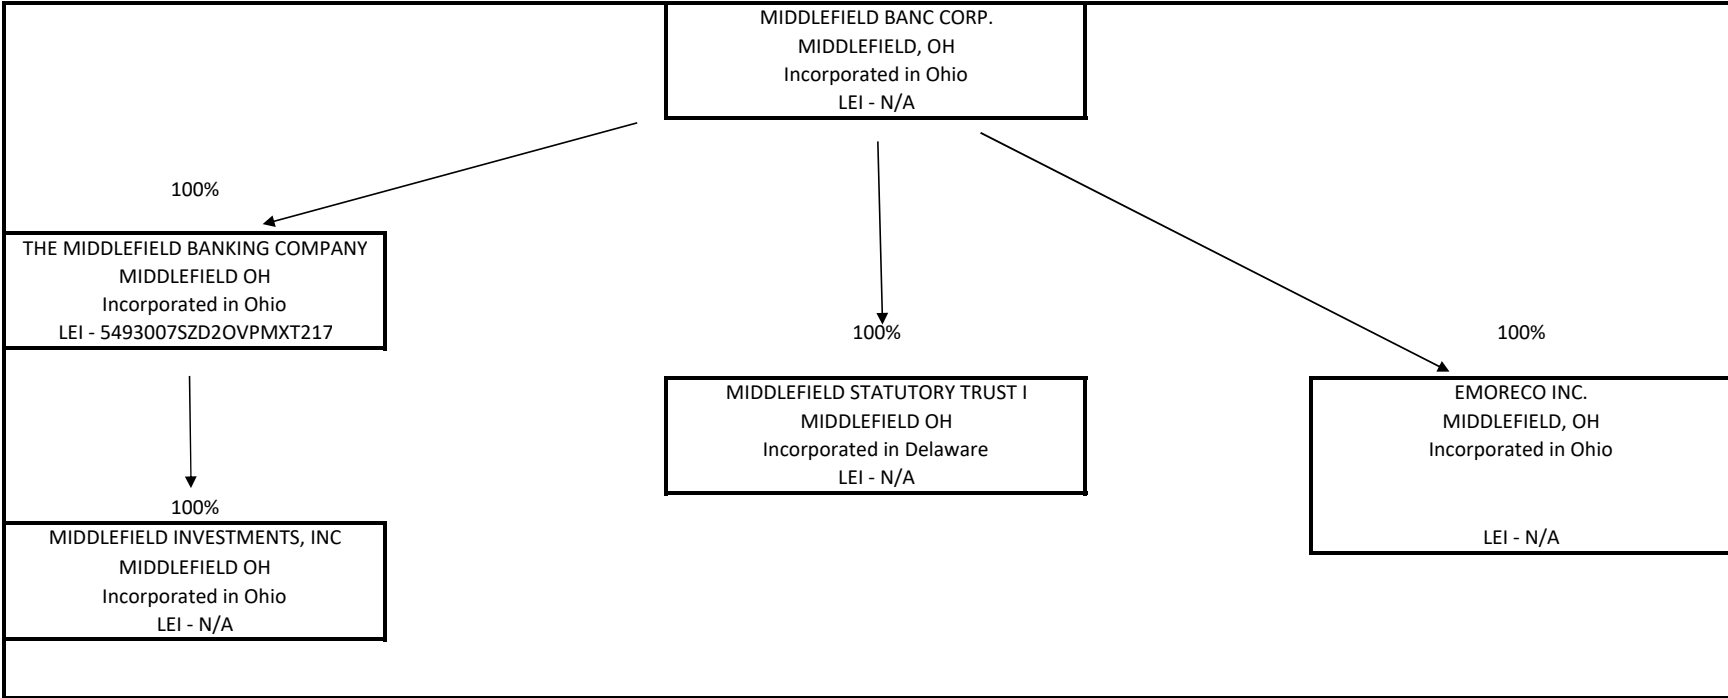 MIDDLEFIELD BANC CORP.
MIDDLEFIELD, OH
Incorporated in Ohio
LEI - N/A
100%
THE MIDDLEFIELD BANKING COMPANY
MIDDLEFIELD OH
Incorporated in Ohio
LEI - 5493007SZD2OVPMXT217
100%
MIDDLEFIELD INVESTMENTS, INC
MIDDLEFIELD OH
Incorporated in Ohio
LEI - N/A
100%
MIDDLEFIELD STATUTORY TRUST I
MIDDLEFIELD OH
Incorporated in Delaware
LEI - N/A
100%
EMORECO INC.
MIDDLEFIELD, OH
Incorporated in Ohio
LEI - N/A